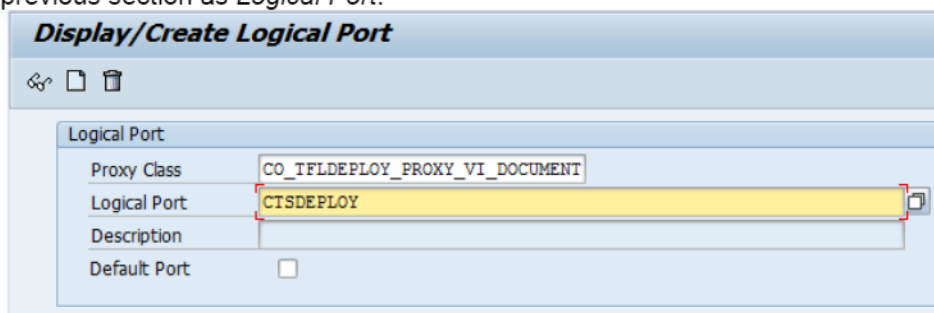 previous section as Logical Port.
Display/Create Logical Port
Logical Port
Proxy Class CO_TFLDEPLOY_PROXY_VI_DOCUMENT
Logical Port CTSDEPLOY
Description
Default Port